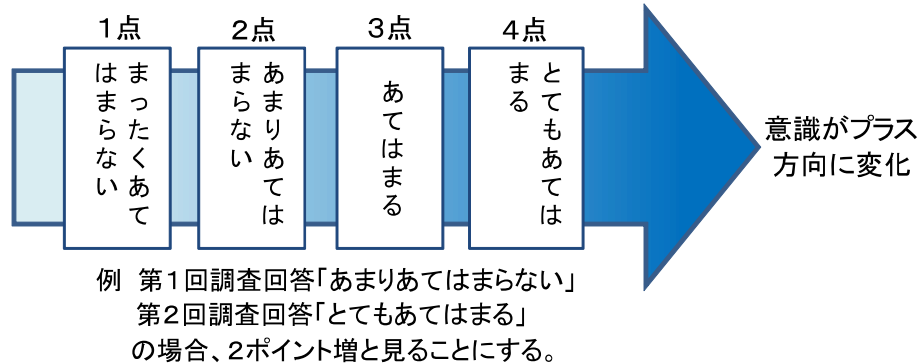 １点
２点
３点
４点
まったくあて
はまらない
あまりあては
まらない
あてはまる
とてもあては
まる
意識がプラス
方向に変化
例　第１回調査回答「あまりあてはまらない」
第２回調査回答「とてもあてはまる」
の場合、２ポイント増と見ることにする。